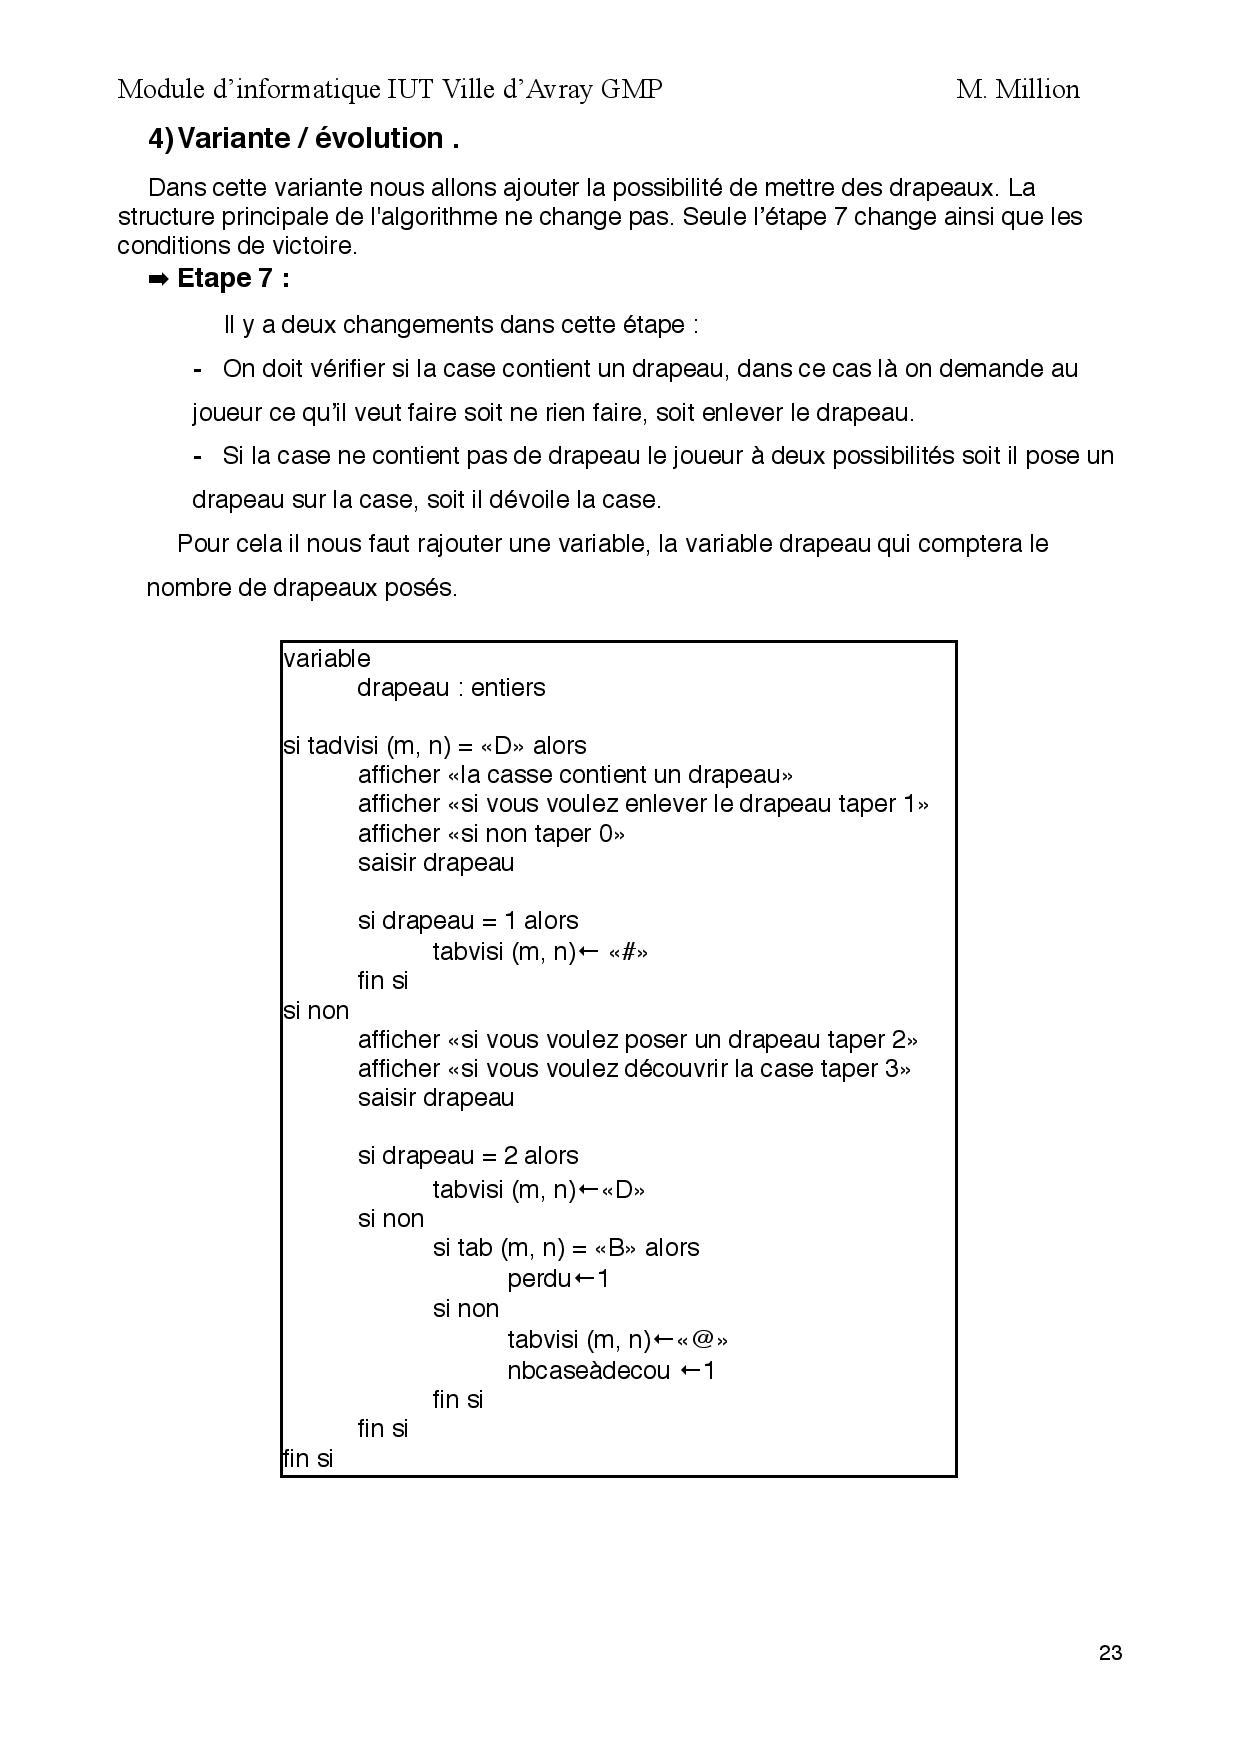 Module d’informatique IUT Ville d’Avray GMP M. Million
4) Variante / évolution .
Dans cette variante nous allons ajouter la possibilité de mettre des drapeaux. La
structure principale de l'algorithme ne change pas. Seule l’étape 7 change ainsi que les
conditions de victoire.
➡ Etape 7 :
Il y a deux changements dans cette étape :
- On doit vérifier si la case contient un drapeau, dans ce cas là on demande au
joueur ce qu’il veut faire soit ne rien faire, soit enlever le drapeau.
- Si la case ne contient pas de drapeau le joueur à deux possibilités soit il pose un
drapeau sur la case, soit il dévoile la case.
Pour cela il nous faut rajouter une variable, la variable drapeau qui comptera le
nombre de drapeaux posés.
variable
drapeau : entiers
si tadvisi (m, n) = «D» alors
afficher «la casse contient un drapeau»
afficher «si vous voulez enlever le drapeau taper 1»
afficher «si non taper 0»
saisir drapeau
si drapeau = 1 alors
tabvisi (m, n)← «#»
fin si
si non
afficher «si vous voulez poser un drapeau taper 2»
afficher «si vous voulez découvrir la case taper 3»
saisir drapeau
si drapeau = 2 alors
tabvisi (m, n)←«D»
si non
si tab (m, n) = «B» alors
perdu←1
si non
tabvisi (m, n)←«@»
nbcaseàdecou ←1
fin si
fin si
fin si
23